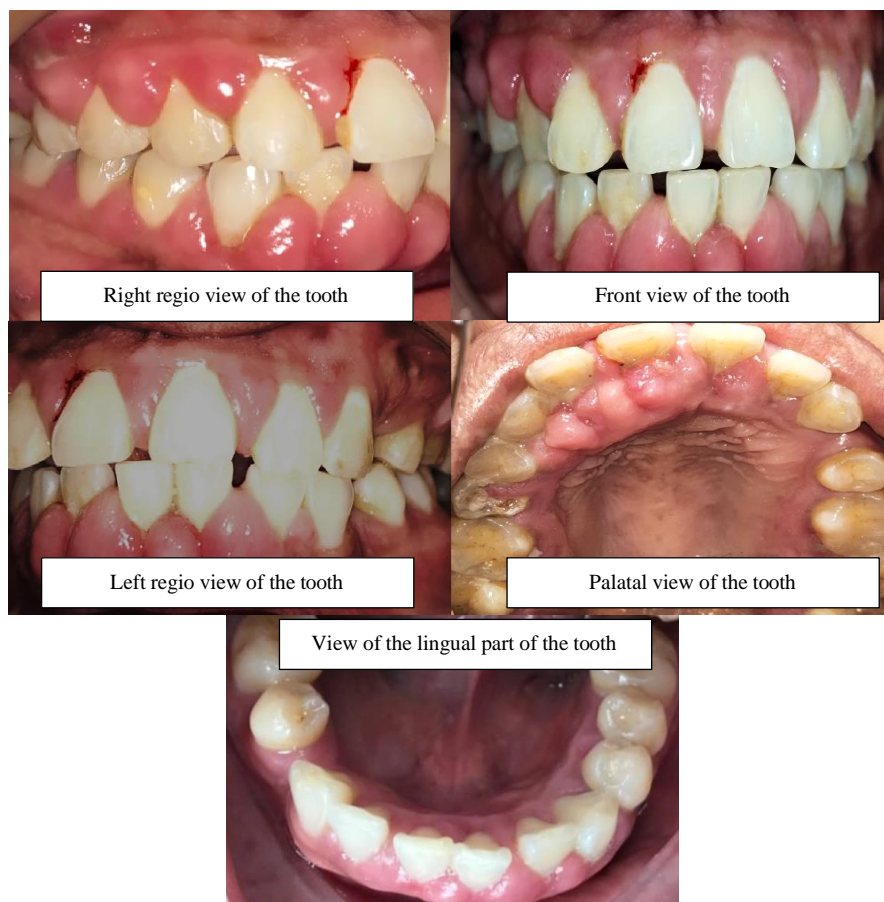 Right regio view of the tooth
Front view of the tooth
Left regio view of the tooth
Palatal view of the tooth
View of the lingual part of the tooth